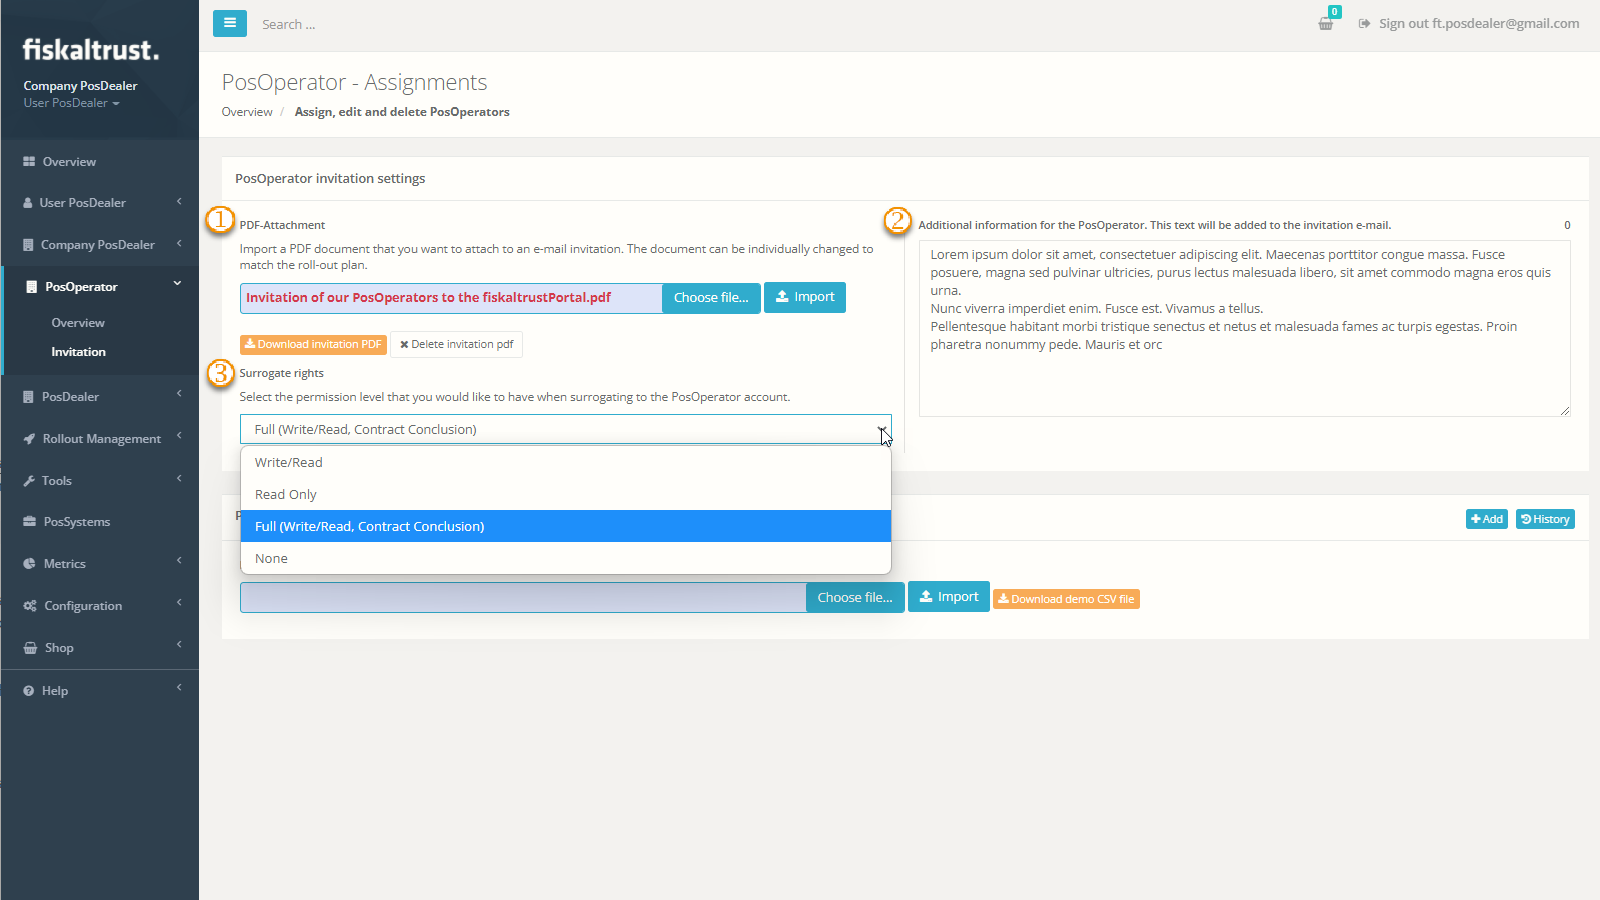 fiskaltrust.
Company PosDealer
User PosDealer
Overview
User PosDealer
Company PosDealer
PosOperator
Overview
Invitation
PosDealer
Rollout Management
Tools
PosSystems
Metrics
Configuration
Shop
Help
Search ...
0
Sign out ft.posdealer@gmail.com
PosOperator - Assignments
Overview / Assign, edit and delete PosOperators
PosOperator invitation settings
1
PDF-Attachment
Import a PDF document that you want to attach to an e-mail invitation. The document can be individually changed to
match the roll-out plan.
Invitation of our PosOperators to the fiskaltrustPortal.pdf
Choose file...
Import
Download invitation PDF
Delete invitation pdf
3
Surrogate rights
Select the permission level that you would like to have when surrogating to the PosOperator account.
Full (Write/Read, Contract Conclusion)
Write/Read
Read Only
Full (Write/Read, Contract Conclusion)
None
2
Additional information for the PosOperator. This text will be added to the invitation e-mail.
0
Lorem ipsum dolor sit amet, consectetuer adipiscing elit. Maecenas porttitor congue massa. Fusce
posuere, magna sed pulvinar ultricies, purus lectus malesuada libero, sit amet commodo magna eros quis
urna.
Nunc viverra imperdiet enim. Fusce est. Vivamus a tellus.
Pellentesque habitant morbi tristique senectus et netus et malesuada fames ac turpis egestas. Proin
pharetra nonummy pede. Mauris et orc
Add
History
Choose file...
Import
Download demo CSV file